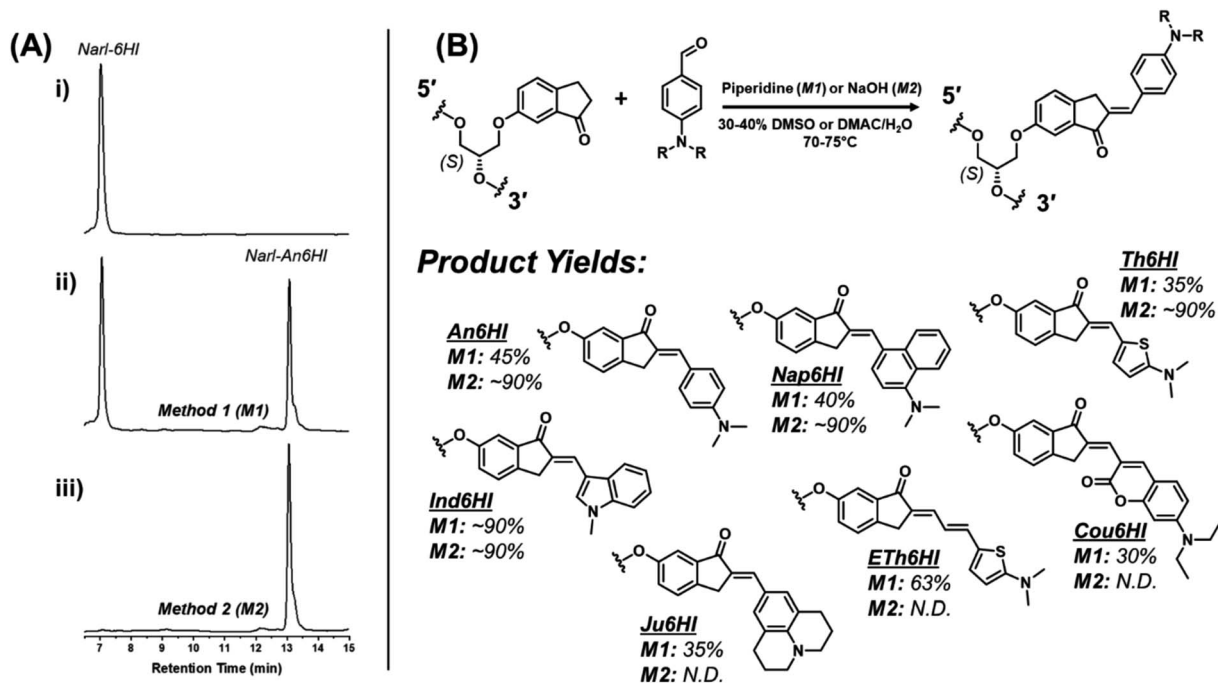 (A)
NarI-6HI
i)
NarI-An6HI
ii)
Method 1 (M1)
iii)
Method 2 (M2)
7 8 9 10 11 12 13 14 15
Retention Time (min)
(B)
5′
O
O
O
(S)
O
3′
+
O
N
R R
Piperidine (M1) or NaOH (M2)
30-40% DMSO or DMAC/H2O
70-75°C
5′
O
O
O
(S)
O
3′
R
N R
Product Yields:
An6HI
M1: 45%
M2: ~90%
O
O
N
Nap6HI
M1: 40%
M2: ~90%
O
O
N
Th6HI
M1: 35%
M2: ~90%
O
O
S
N
Ind6HI
M1: ~90%
M2: ~90%
O
O
N
Ju6HI
M1: 35%
M2: N.D.
O
O
N
ETh6HI
M1: 63%
M2: N.D.
O
O
S
N
Cou6HI
M1: 30%
M2: N.D.
O
O
O
O
N